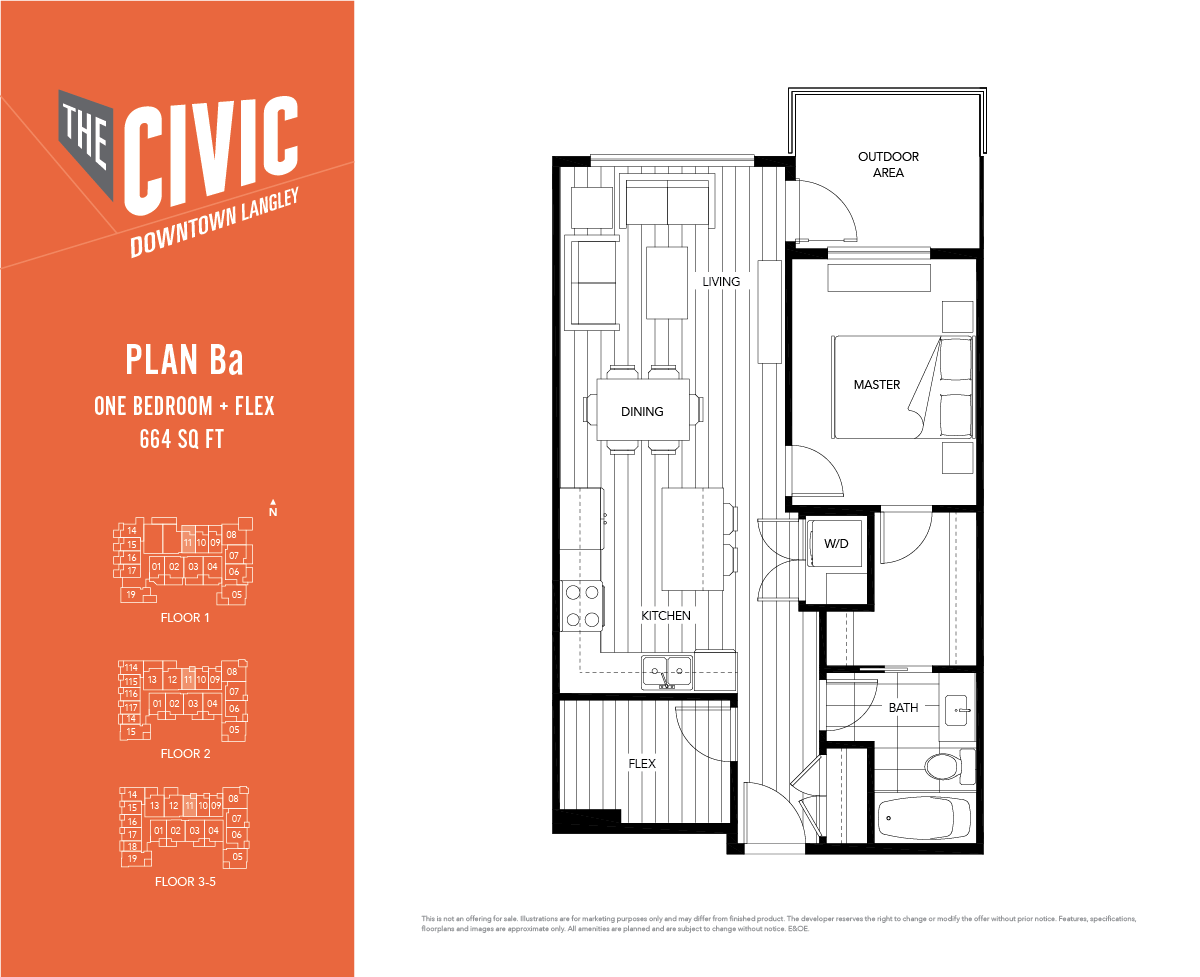 THE CIVIC
DOWNTOWN LANGLEY
PLAN Ba
ONE BEDROOM + FLEX
664 SQ FT
N
14 11 10 09 08
15
16 01 02 03 04 07
17 06
19 05
FLOOR 1
114 13 12 11 10 09 08
115
116 01 02 03 04 07
117 06
14
15 05
FLOOR 2
14 13 12 11 10 09 08
15
16 01 02 03 04 07
17 06
18
19 05
FLOOR 3-5
OUTDOOR
AREA
LIVING
MASTER
DINING
W/D
KITCHEN
BATH
FLEX
This is not an offering for sale. Illustrations are for marketing purposes only and may differ from finished product. The developer reserves the right to change or modify the offer without prior notice. Features, specifications,
floorplans and images are approximate only. All amenities are planned and are subject to change without notice. E&OE.